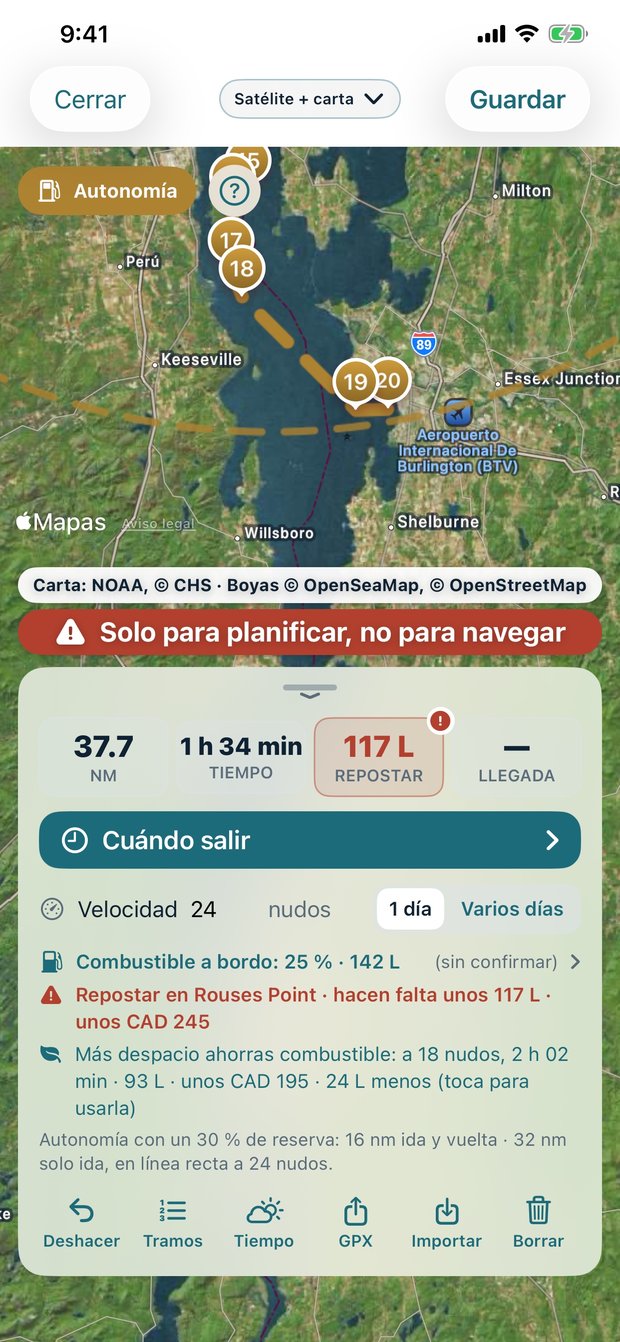 9:41
Cerrar
Satélite + carta
Guardar
Autonomía
15
?
17
18
Milton
Perú
89
Keeseville
19
20
Essex Junction
Aeropuerto
Internacional De
Burlington (BTV)
Mapas
Aviso legal
Willsboro
Shelburne
R
Carta: NOAA, © CHS · Boyas © OpenSeaMap, © OpenStreetMap
Solo para planificar, no para navegar
37.7
NM
1 h 34 min
TIEMPO
117 L
REPOSTAR
—
LLEGADA
Cuándo salir
Velocidad 24 nudos
1 día
Varios días
Combustible a bordo: 25 % · 142 L (sin confirmar)
Repostar en Rouses Point · hacen falta unos 117 L ·
unos CAD 245
Más despacio ahorras combustible: a 18 nudos, 2 h 02
min · 93 L · unos CAD 195 · 24 L menos (toca para
usarla)
Autonomía con un 30 % de reserva: 16 nm ida y vuelta · 32 nm
solo ida, en línea recta a 24 nudos.
Deshacer
Tramos
Tiempo
GPX
Importar
Borrar